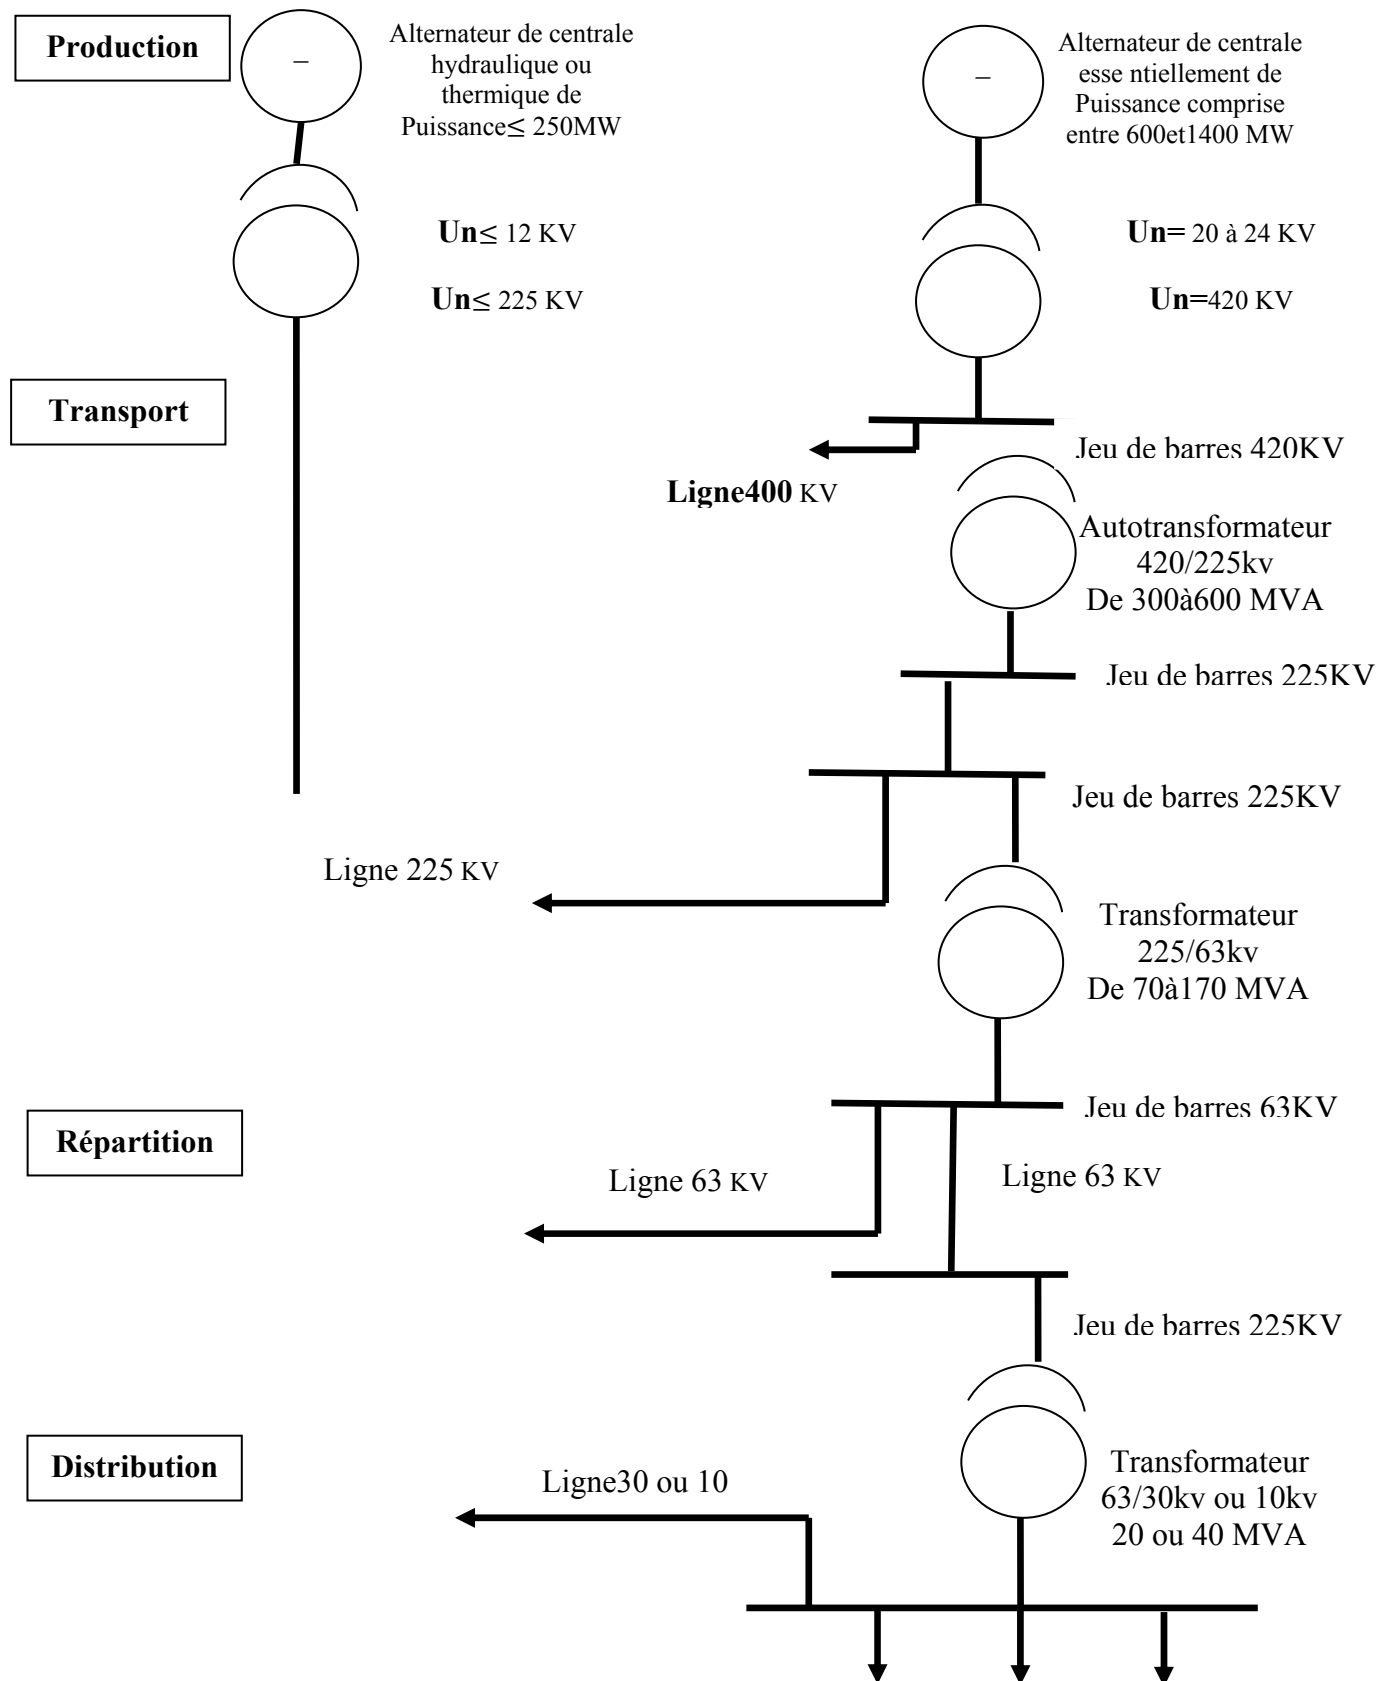 Production
Alternateur de centrale
hydraulique ou
thermique de
Puissance≤ 250MW
Alternateur de centrale
esse ntiellement de
Puissance comprise
entre 600et1400 MW
Un≤ 12 KV
Un≤ 225 KV
Un= 20 à 24 KV
Un=420 KV
Transport
Jeu de barres 420KV
Ligne400 KV
Autotransformateur
420/225kv
De 300à600 MVA
Jeu de barres 225KV
Jeu de barres 225KV
Ligne 225 KV
Transformateur
225/63kv
De 70à170 MVA
Jeu de barres 63KV
Répartition
Ligne 63 KV
Ligne 63 KV
Jeu de barres 225KV
Distribution
Ligne30 ou 10
Transformateur
63/30kv ou 10kv
20 ou 40 MVA